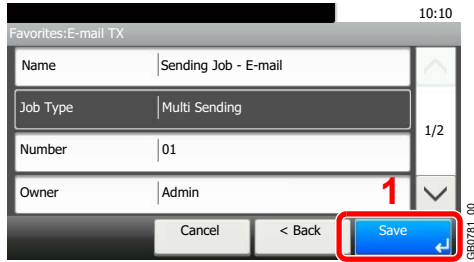 10:10
Favorites:E-mail TX
Name Sending Job - E-mail
Job Type Multi Sending
1/2
Number 01
Owner Admin
1
Cancel < Back Save
GB0781_00